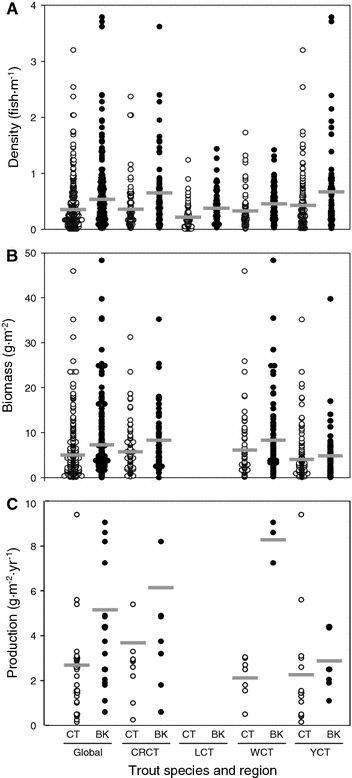 A
4
3
2
1
0
Density (fish·m-1)
B
50
40
30
20
10
0
Biomass (g·m-2)
C
10
8
6
4
2
0
Production (g·m-2·yr-1)
CT BK CT BK CT BK CT BK CT BK
Global CRCT LCT WCT YCT
Trout species and region